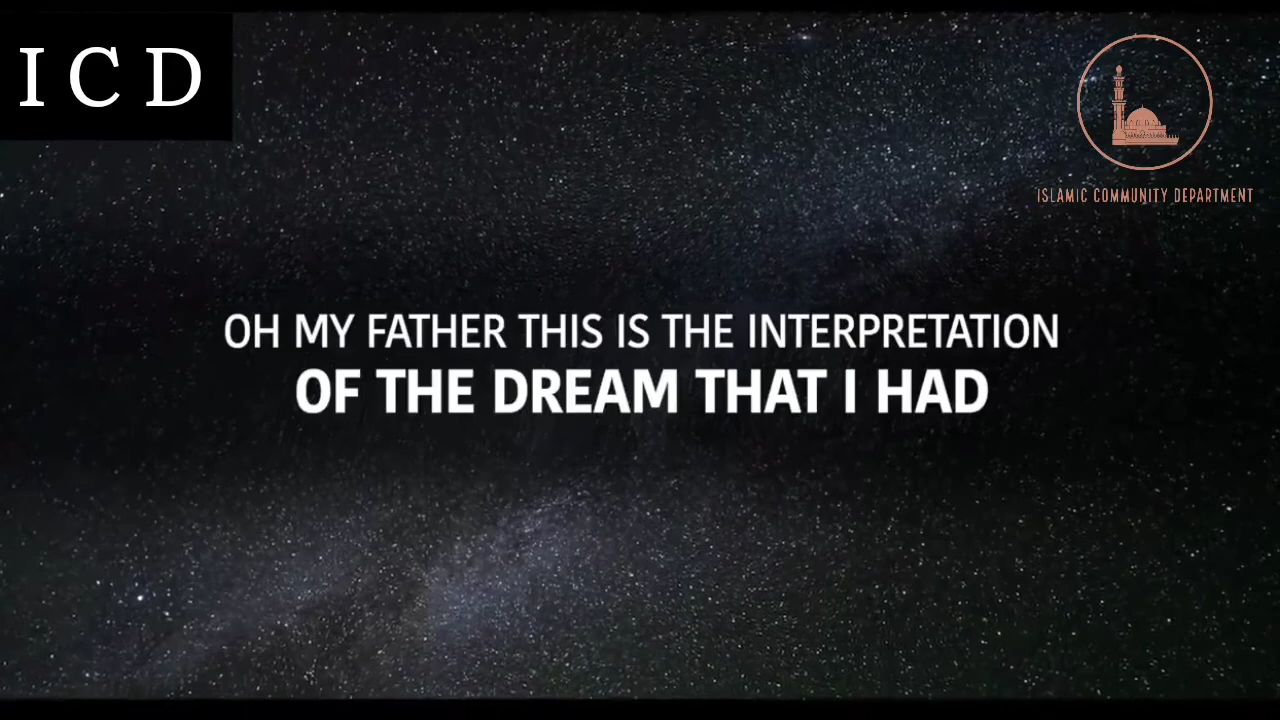 ICD
ISLAMIC COMMUNITY DEPARTMENT
OH MY FATHER THIS IS THE INTERPRETATION
OF THE DREAM THAT I HAD